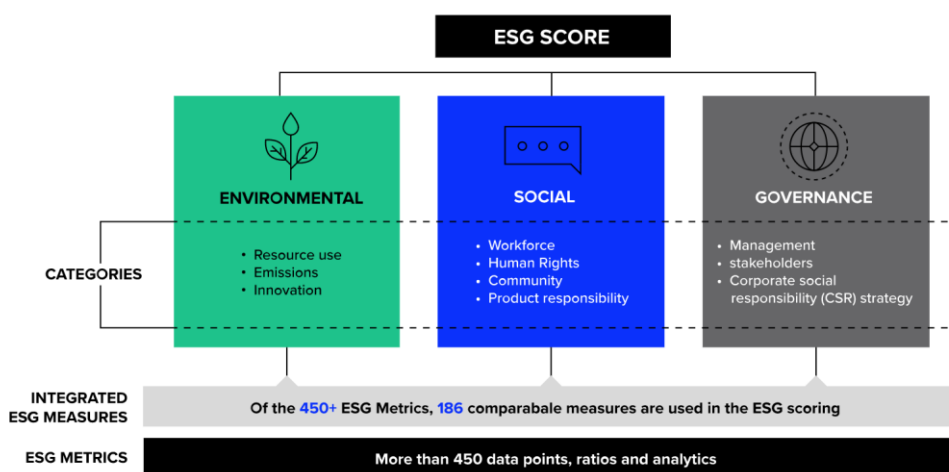 ESG SCORE
ENVIRONMENTAL
SOCIAL
GOVERNANCE
CATEGORIES
• Resource use
• Emissions
• Innovation
• Workforce
• Human Rights
• Community
• Product responsibility
• Management
• stakeholders
• Corporate social
responsibility (CSR) strategy
INTEGRATED
ESG MEASURES
Of the 450+ ESG Metrics, 186 comparabale measures are used in the ESG scoring
ESG METRICS
More than 450 data points, ratios and analytics